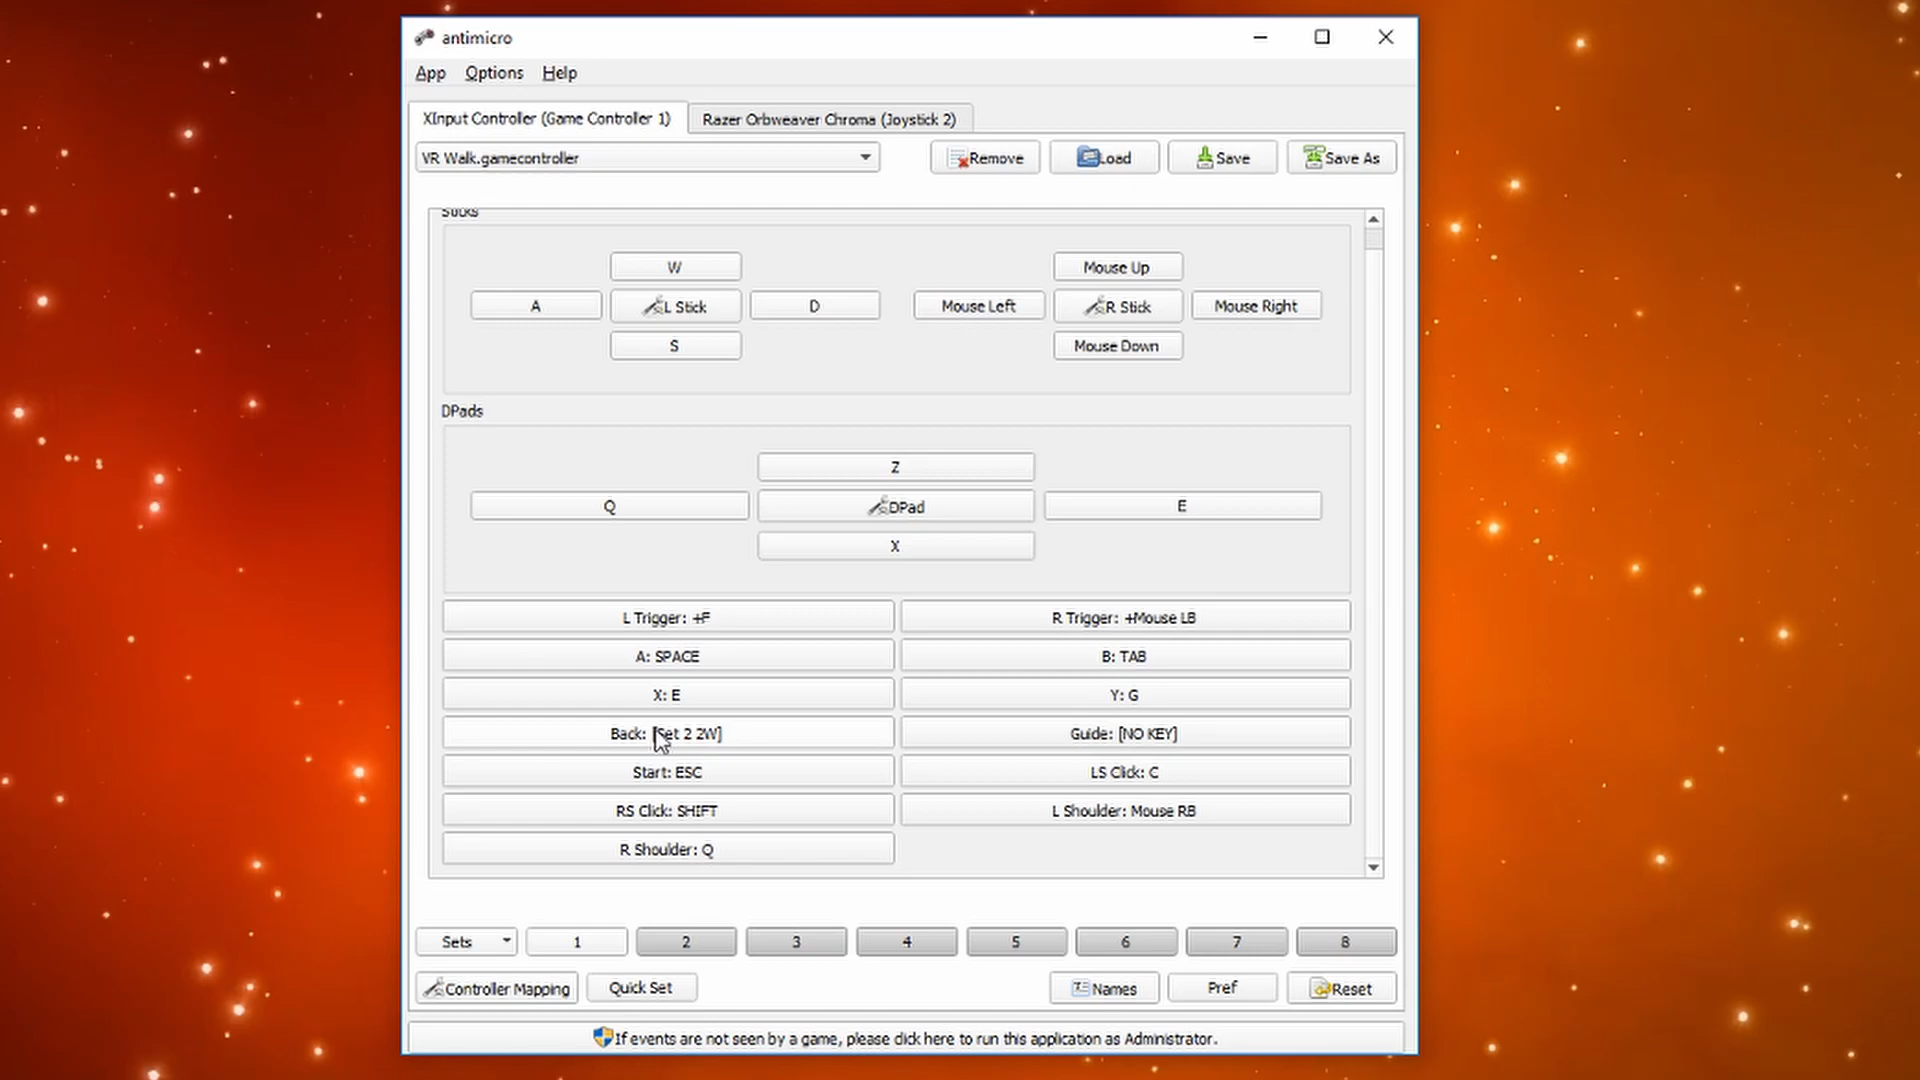 antimicro
App Options Help
XInput Controller (Game Controller 1) Razer Orbweaver Chroma (Joystick 2)
VR Walk.gamecontroller Remove Load Save Save As
Sticks
W Mouse Up
A L Stick D Mouse Left R Stick Mouse Right
S Mouse Down
DPads
Z
Q DPad E
X
L Trigger: +F R Trigger: +Mouse LB
A: SPACE B: TAB
X: E Y: G
Back: [Set 2 2W] Guide: [NO KEY]
Start: ESC LS Click: C
RS Click: SHIFT L Shoulder: Mouse RB
R Shoulder: Q
Sets 1 2 3 4 5 6 7 8
Controller Mapping Quick Set Names Pref Reset
If events are not seen by a game, please click here to run this application as Administrator.